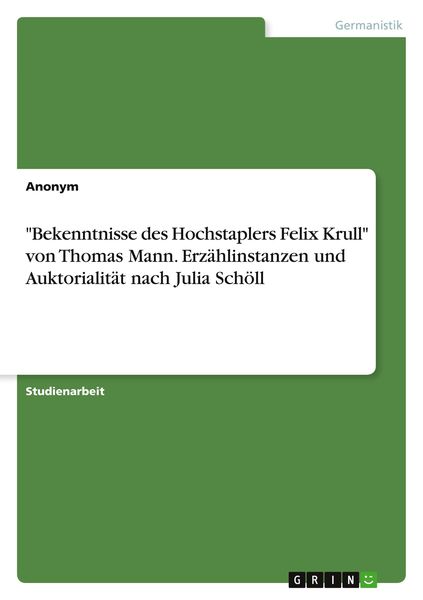 Germanistik
Anonym
"Bekenntnisse des Hochstaplers Felix Krull"
von Thomas Mann. Erzählinstanzen und
Auktorialität nach Julia Schöll
Studienarbeit
GRIN